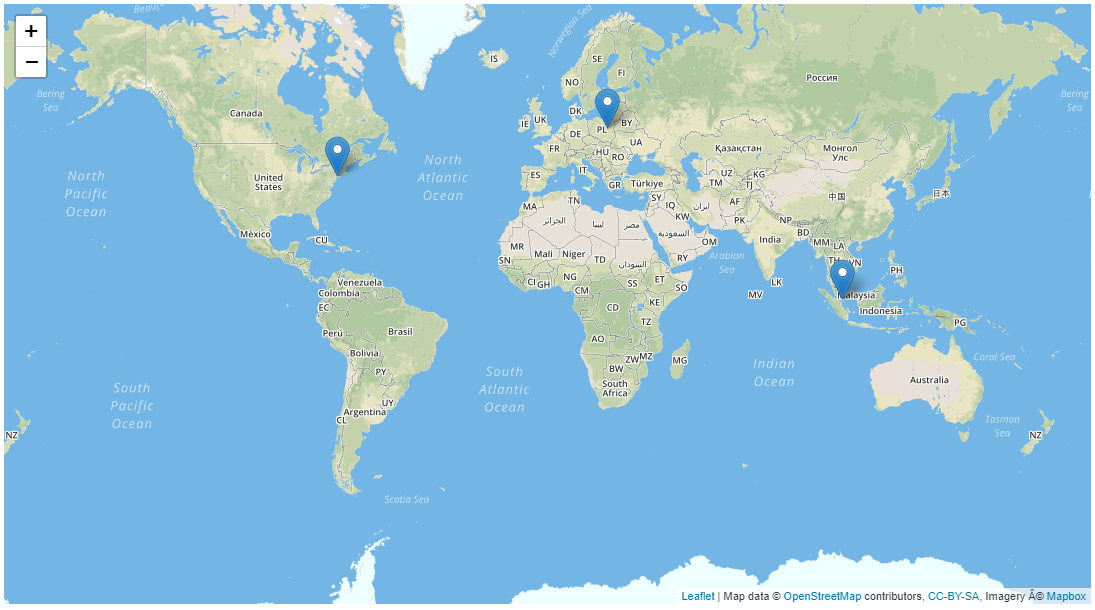 +
−
Beaufo
Bering
Sea
Norwegian Sea
IS
SE
FI
NO
Россия
Bering
Sea
Canada
DK
IE
UK
PL
BY
DE
North
Atlantic
Ocean
FR
HU
UA
RO
Қазақстан
Монгол
Улс
North
Pacific
Ocean
United
States
ES
IT
GR
Türkiye
UZ
KG
TM
TJ
中国
日本
MA
TN
SY
IQ
ایران
AF
México
CU
الجزائر
ليبيا
مصر
KW
السعودية
PK
NP
BD
India
MM
LA
MR
Mali
Niger
TD
السودان
OM
RY
Arabian
Sea
TH
VN
PH
SN
CI
GH
NG
CM
SS
ET
SO
LK
MV
Malaysia
Indonesia
Venezuela
Colombia
EC
CD
KE
TZ
PG
Perú
Brasil
AO
Bolivia
ZW
MZ
MG
BW
Coral Sea
South
Atlantic
Ocean
Indian
Ocean
PY
South
Africa
Australia
South
Pacific
Ocean
UY
Argentina
CL
Tasman
Sea
NZ
NZ
Scotia Sea
Leaflet | Map data © OpenStreetMap contributors, CC-BY-SA, Imagery Â© Mapbox